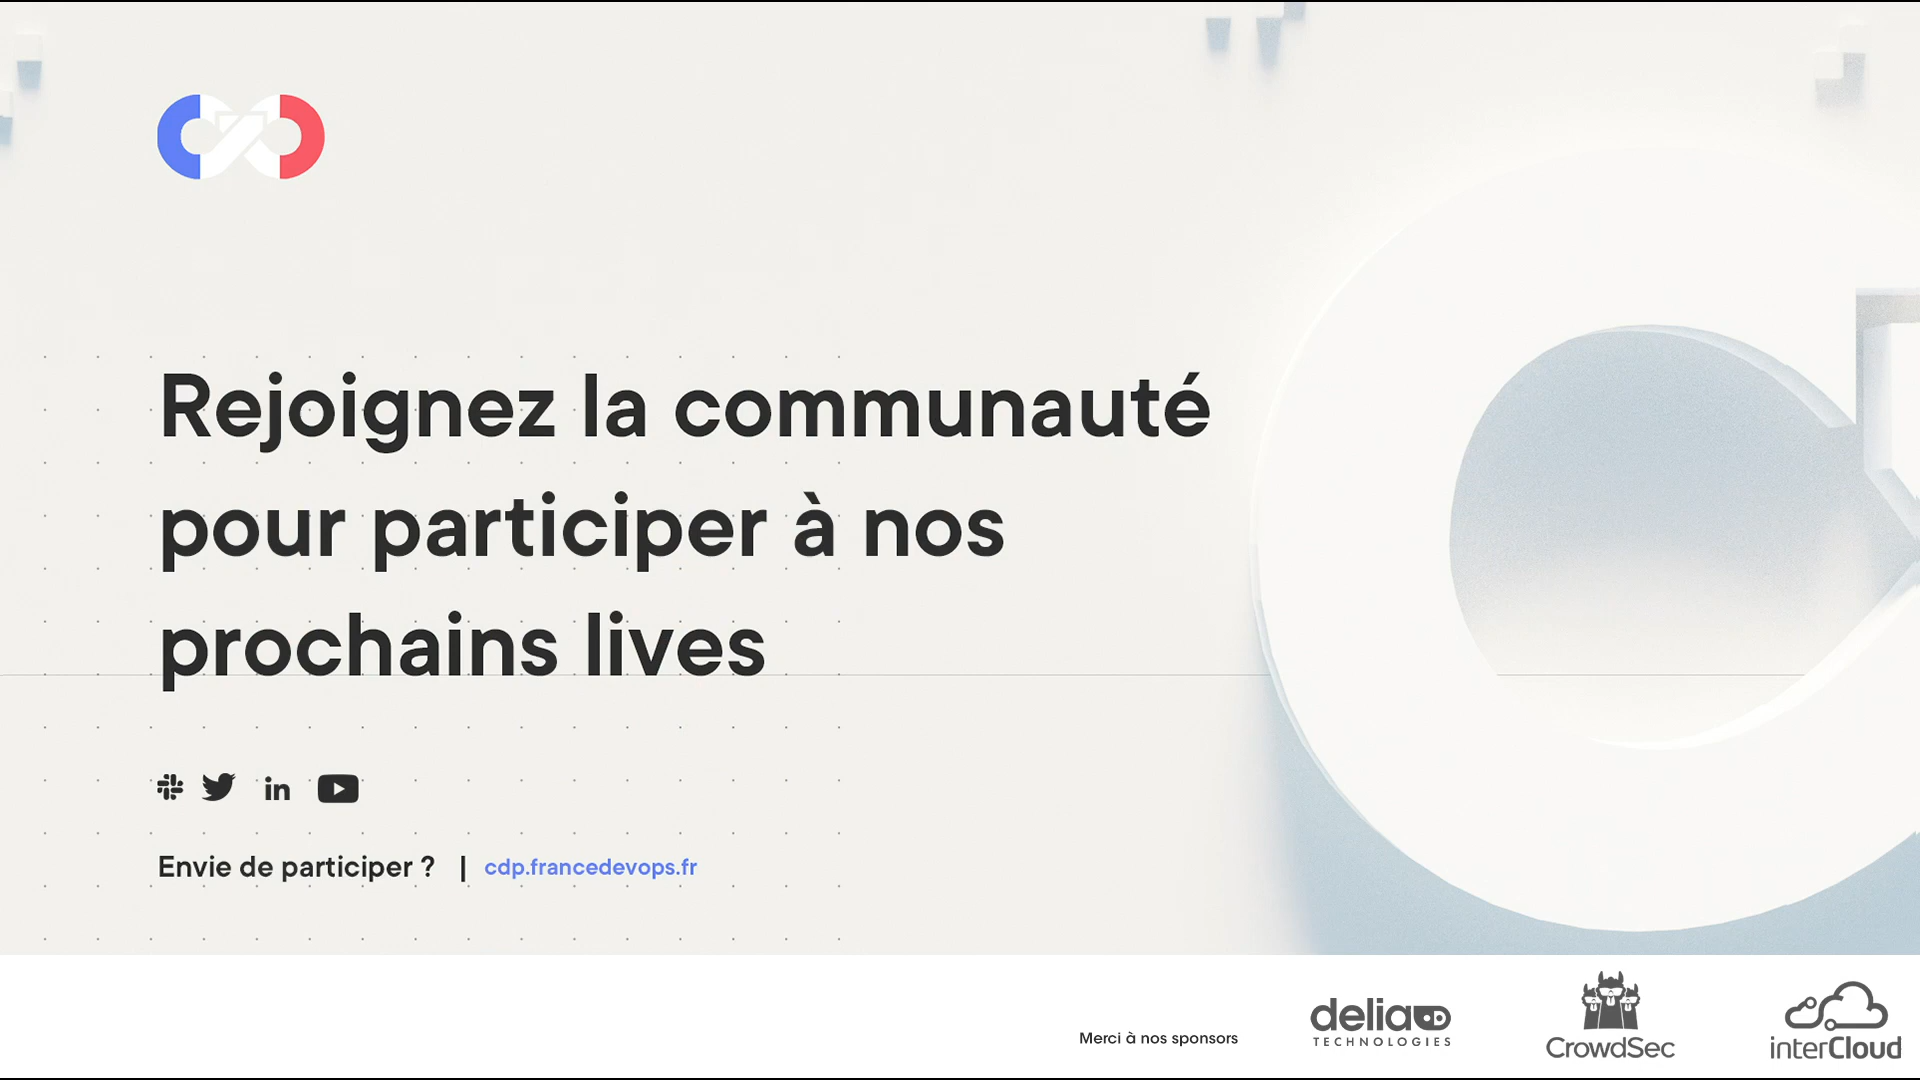 Rejoignez la communauté
pour participer à nos
prochains lives
in
Envie de participer ? | cdp.francedevops.fr
Merci à nos sponsors
delia
TECHNOLOGIES
CrowdSec
interCloud